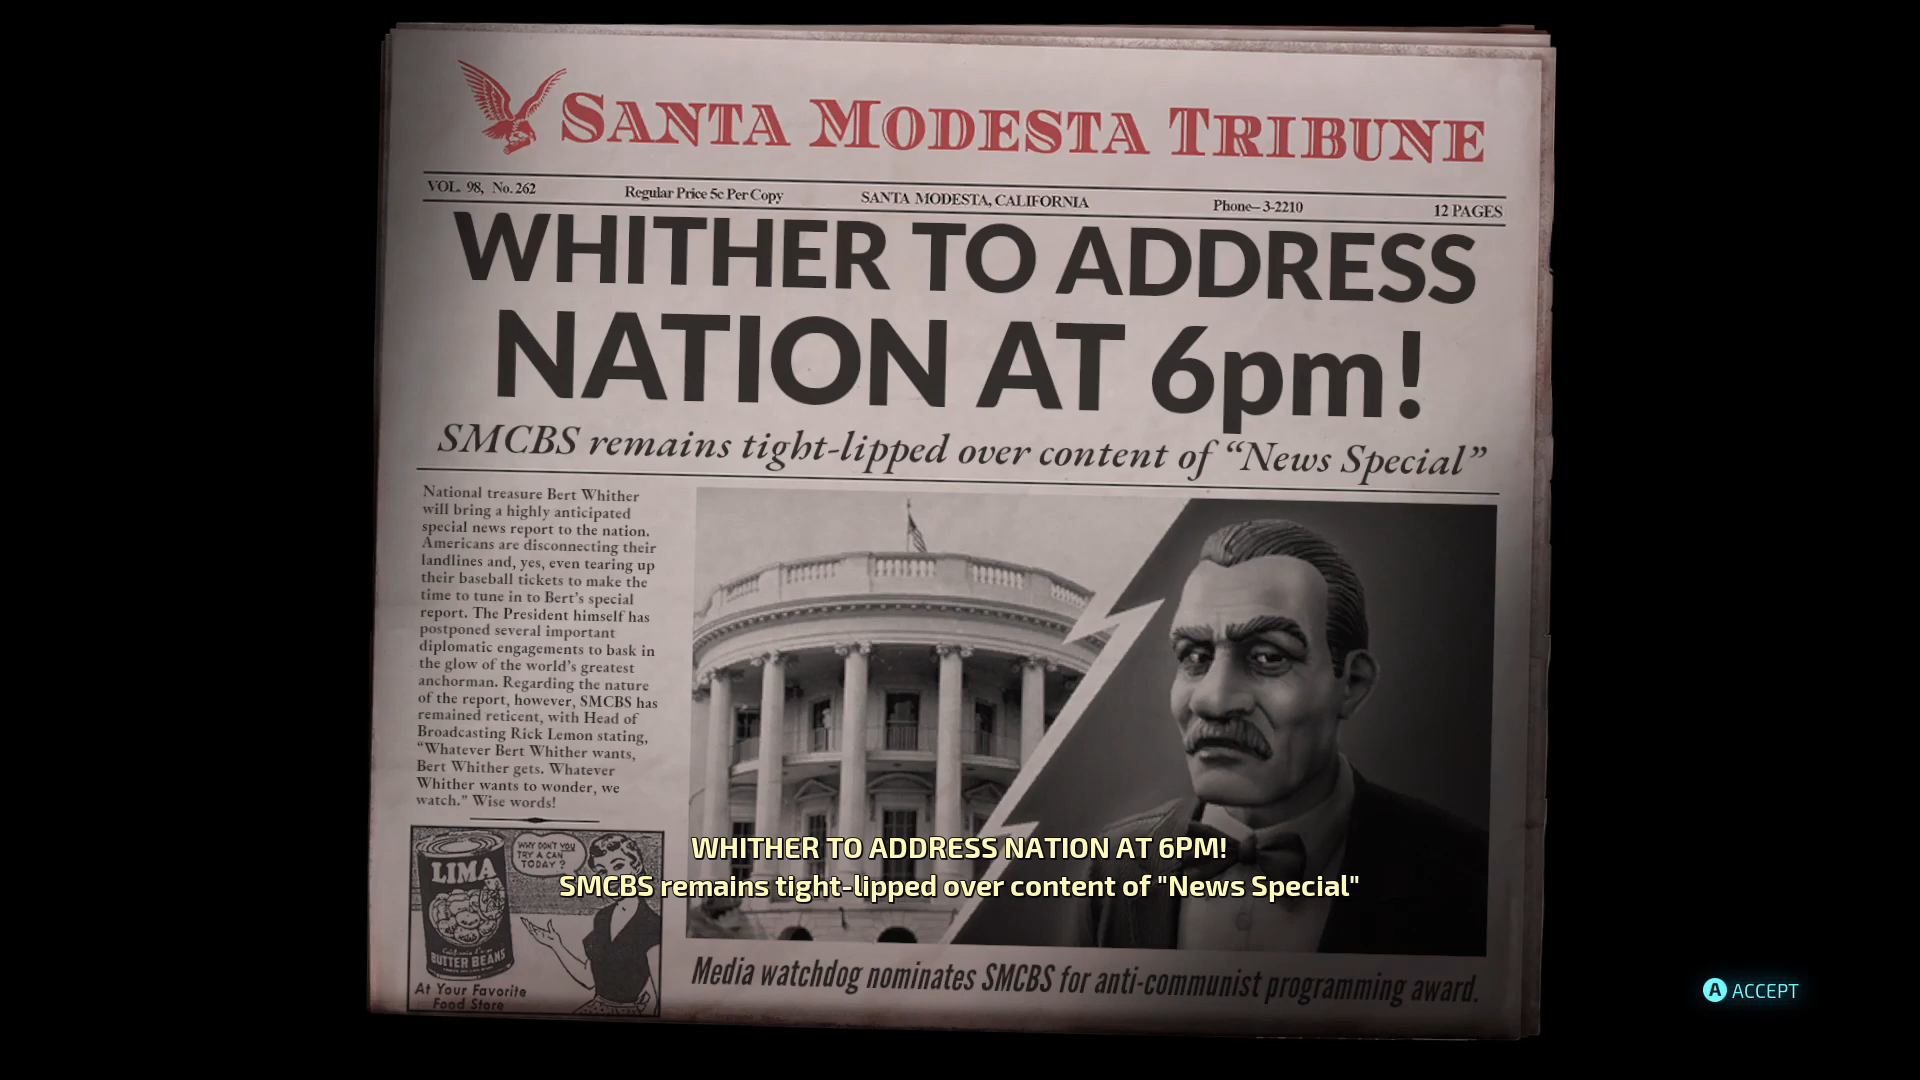 SANTA MODESTA TRIBUNE
VOL. 98, No. 262 Regular Price 5c Per Copy SANTA MODESTA, CALIFORNIA Phone– 3-2210 12 PAGES
WHITHER TO ADDRESS
NATION AT 6pm!
SMCBS remains tight-lipped over content of “News Special”
National treasure Bert Whither
will bring a highly anticipated
special news report to the nation.
Americans are disconnecting their
landlines and, yes, even tearing up
their baseball tickets to make the
time to tune in to Bert’s special
report. The President himself has
postponed several important
diplomatic engagements to bask in
the glow of the world’s greatest
anchorman. Regarding the nature
of the report, however, SMCBS has
remained reticent, with Head of
Broadcasting Rick Lemon stating,
“Whatever Bert Whither wants,
Bert Whither gets. Whatever
Whither wants to wonder, we
watch.” Wise words!
WHY DON'T YOU
TRY A CAN
TODAY?
LIMA
BUTTER BEANS
At Your Favorite
Food Store
WHITHER TO ADDRESS NATION AT 6PM!
SMCBS remains tight-lipped over content of "News Special"
Media watchdog nominates SMCBS for anti-communist programming award.
A ACCEPT